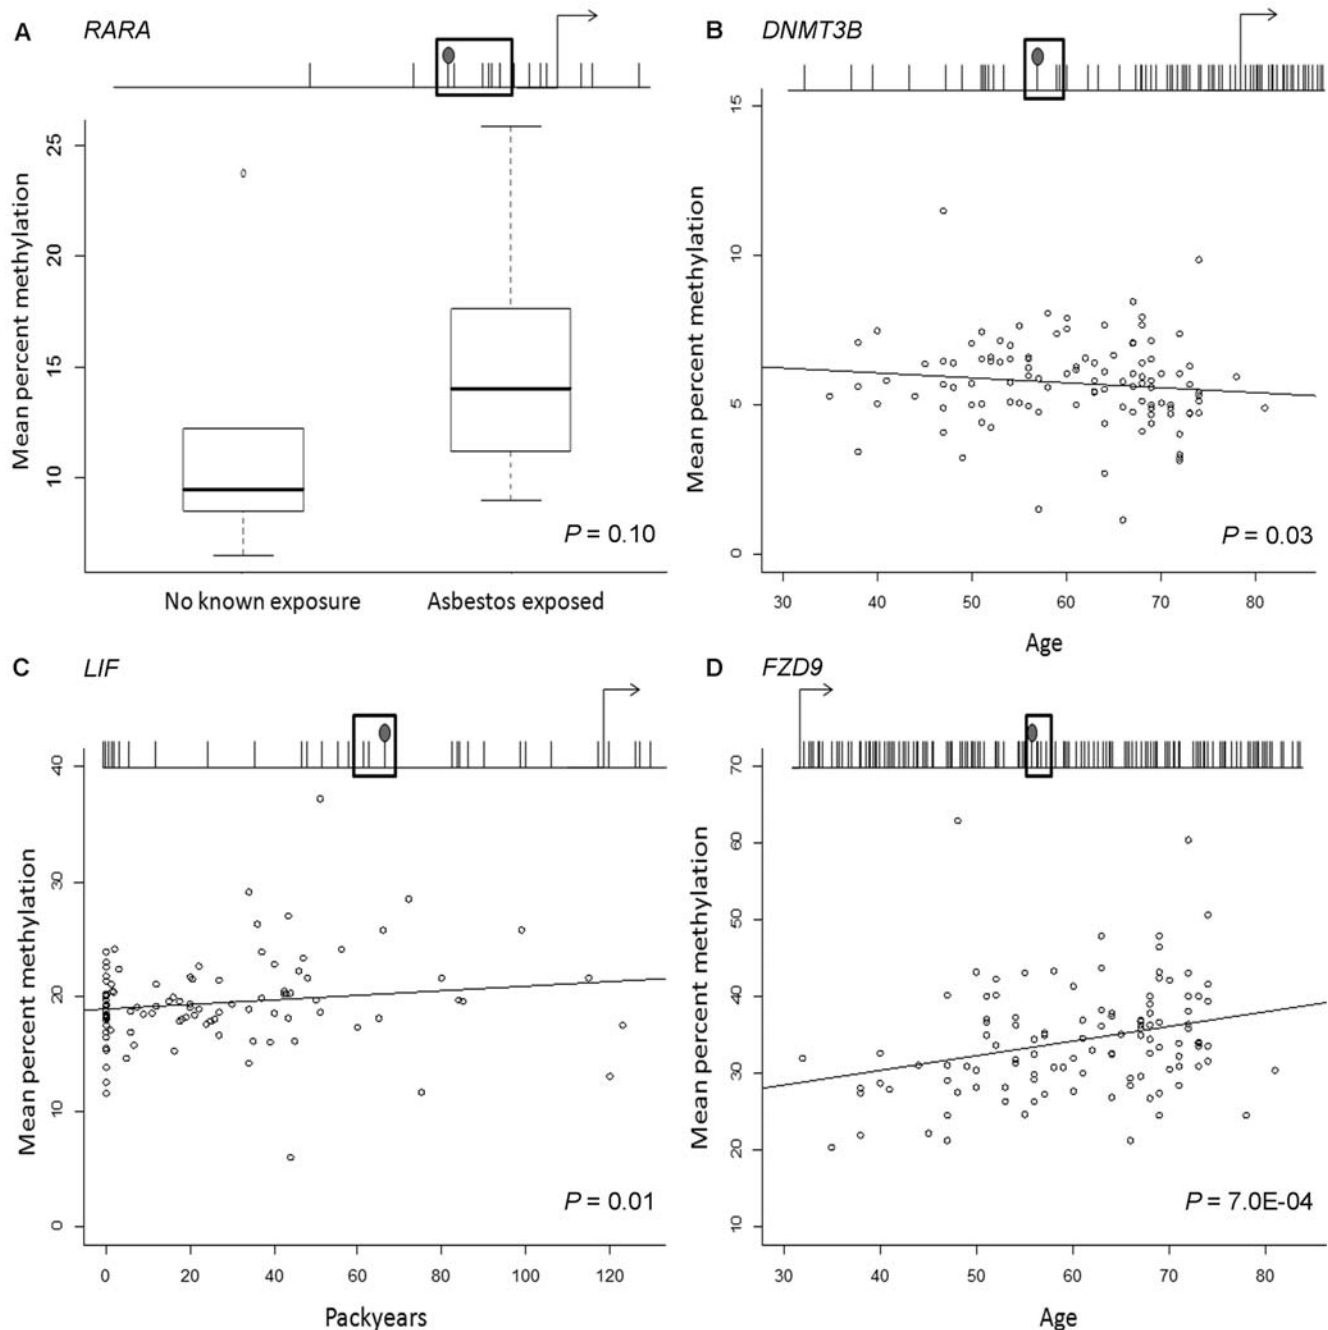 A RARA
Mean percent methylation
25
20
15
10
P = 0.10
No known exposure Asbestos exposed
B DNMT3B
Mean percent methylation
15
10
5
0
P = 0.03
30 40 50 60 70 80
Age
C LIF
Mean percent methylation
40
30
20
10
0
P = 0.01
0 20 40 60 80 100 120
Packyears
D FZD9
Mean percent methylation
70
60
50
40
30
20
10
P = 7.0E-04
30 40 50 60 70 80
Age